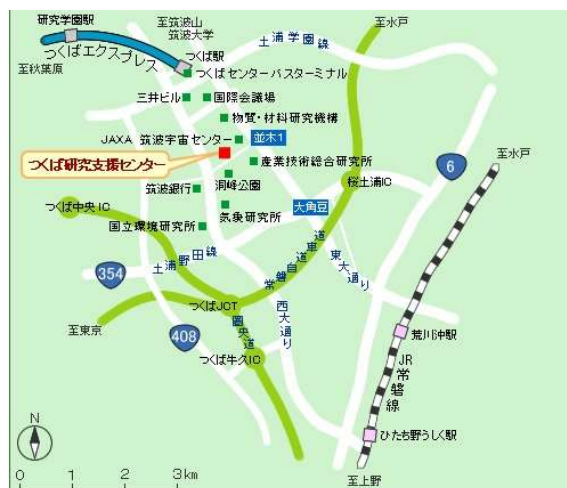 研究学園駅
至筑波山
筑波大学
至水戸
土浦学園線
つくば駅
つくばエクスプレス
至秋葉原
つくばセンターバスターミナル
三井ビル
国際会議場
物質・材料研究機構
JAXA 筑波宇宙センター
並木1
つくば研究支援センター
産業技術総合研究所
至水戸
6
洞峰公園
筑波銀行
桜土浦IC
つくば中央IC
気象研究所
大角豆
国立環境研究所
土浦野田線
常磐自動車道
東大通り
354
つくばJCT
西大通り
圏央道
至東京
408
荒川沖駅
つくば牛久IC
JR常磐線
N
ひたち野うしく駅
0 1 2 3km
至上野